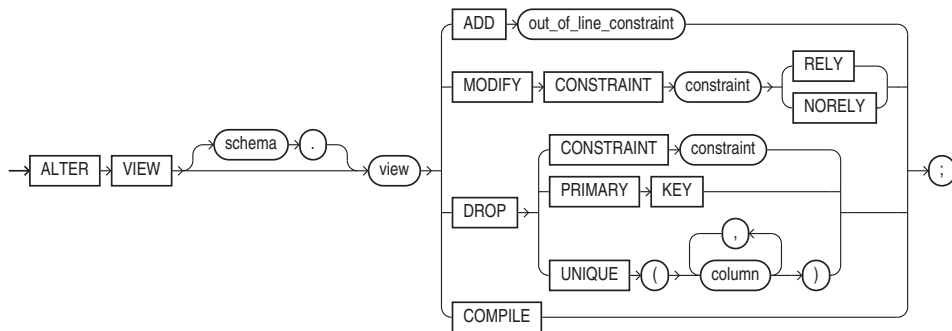 ADD out_of_line_constraint
MODIFY CONSTRAINT constraint RELY
NORELY
schema .
ALTER VIEW view
CONSTRAINT constraint
PRIMARY KEY
DROP
,
UNIQUE ( column )
COMPILE
;